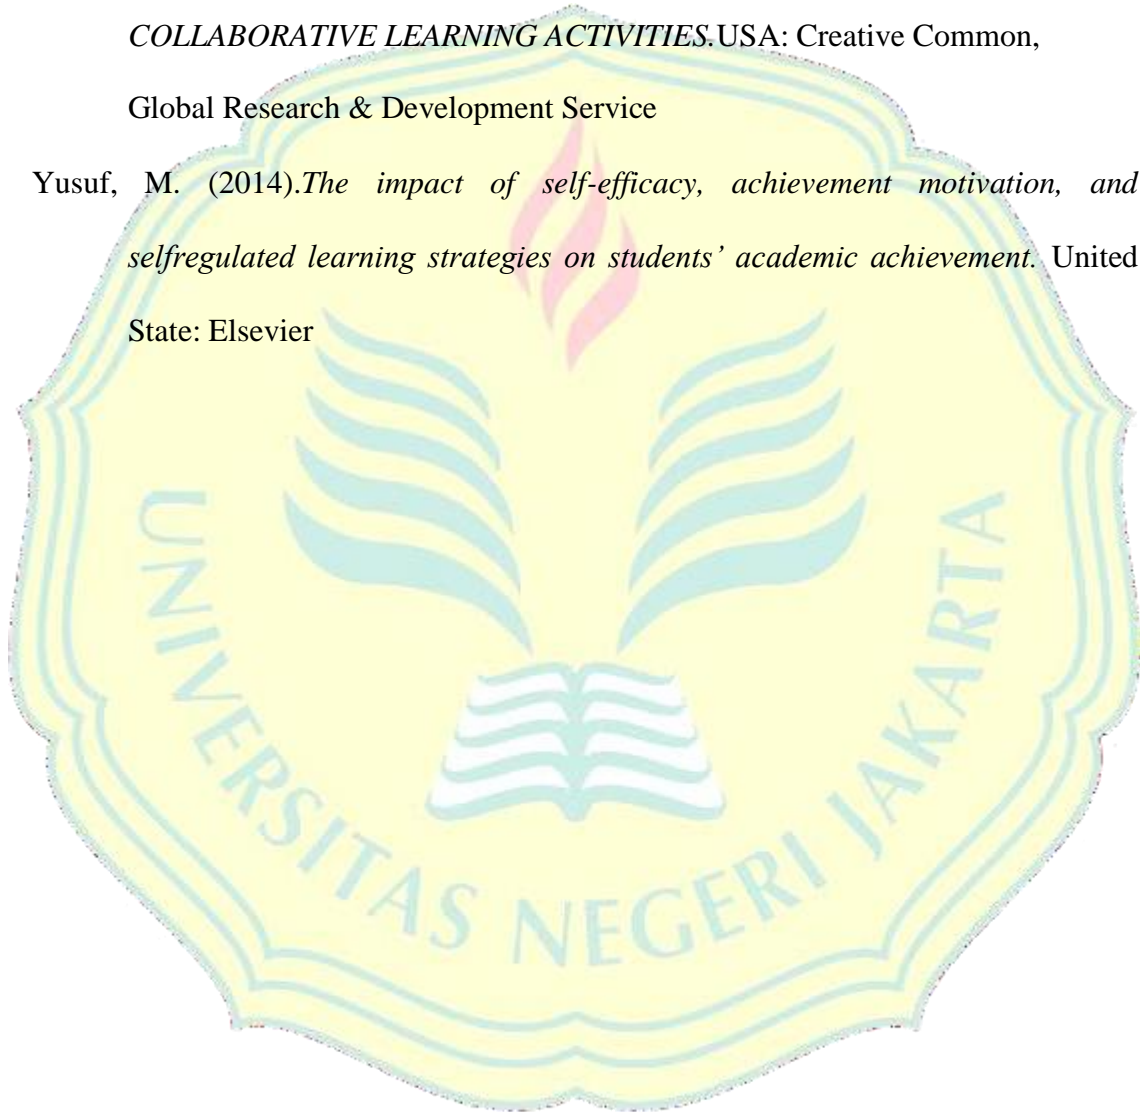 COLLABORATIVE LEARNING ACTIVITIES.USA: Creative Common,
Global Research & Development Service
Yusuf, M. (2014).The impact of self-efficacy, achievement motivation, and
selfregulated learning strategies on students’ academic achievement. United
State: Elsevier
UNIVERSITAS NEGERI JAKARTA